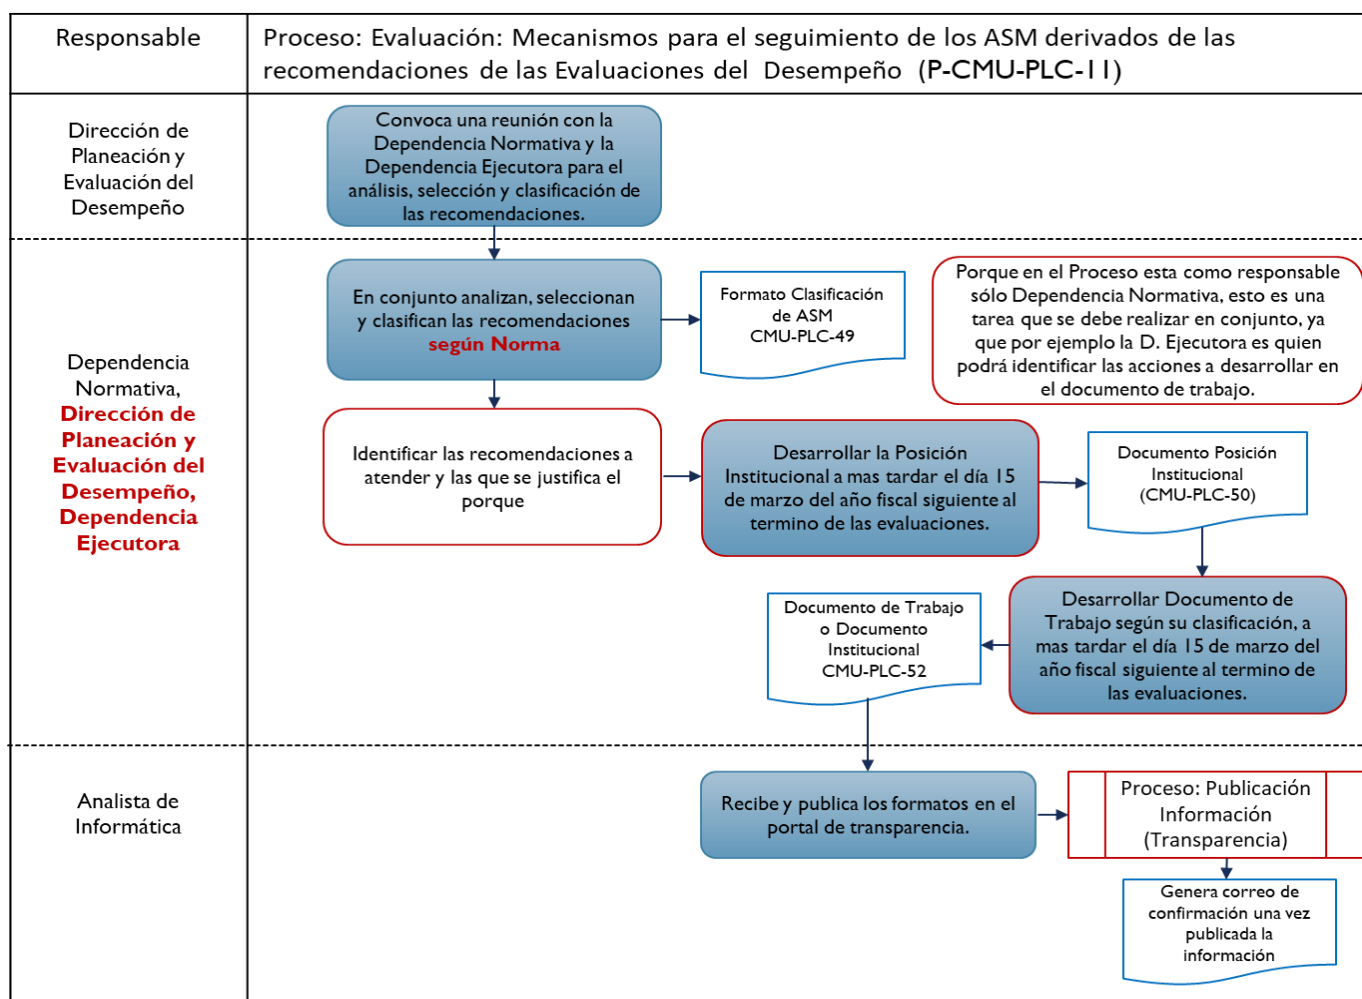 Responsable
Proceso: Evaluación: Mecanismos para el seguimiento de los ASM derivados de las
recomendaciones de las Evaluaciones del  Desempeño  (P-CMU-PLC-11)
Dirección de
Planeación y
Evaluación del
Desempeño
Convoca una reunión con la
Dependencia Normativa y la
Dependencia Ejecutora para el
análisis, selección y clasificación de
las recomendaciones.
Dependencia
Normativa,
Dirección de
Planeación y
Evaluación del
Desempeño,
Dependencia
Ejecutora
En conjunto analizan, seleccionan
y clasifican las recomendaciones
según Norma
Formato Clasificación
de ASM
CMU-PLC-49
Porque en el Proceso esta como responsable
sólo Dependencia Normativa, esto es una
tarea que se debe realizar en conjunto, ya
que por ejemplo la D. Ejecutora es quien
podrá identificar las acciones a desarrollar en
el documento de trabajo.
Identificar las recomendaciones a
atender y las que se justifica el
porque
Desarrollar la Posición
Institucional a mas tardar el día 15
de marzo del año fiscal siguiente al
termino de las evaluaciones.
Documento Posición
Institucional
(CMU-PLC-50)
Desarrollar Documento de
Trabajo según su clasificación, a
mas tardar el día 15 de marzo del
año fiscal siguiente al termino de
las evaluaciones.
Documento de Trabajo
o Documento
Institucional
CMU-PLC-52
Analista de
Informática
Recibe y publica los formatos en el
portal de transparencia.
Proceso: Publicación
Información
(Transparencia)
Genera correo de
confirmación una vez
publicada la
información